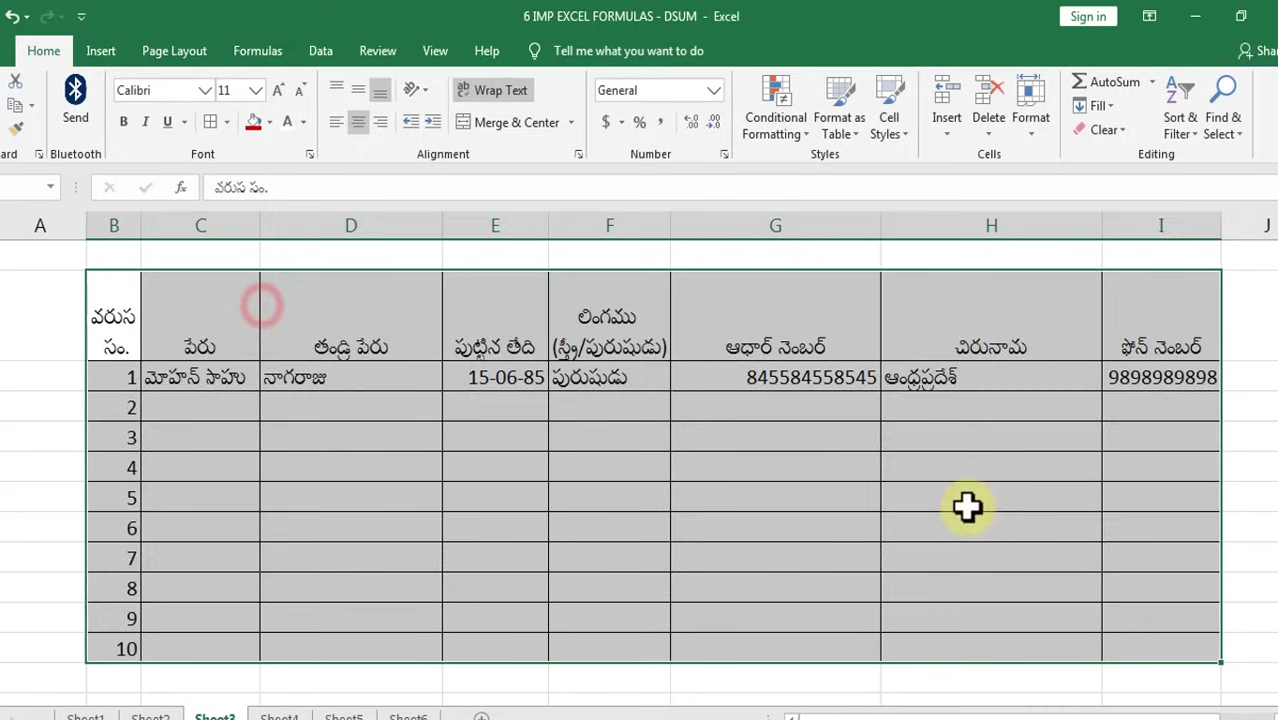 6 IMP EXCEL FORMULAS - DSUM - Excel
Sign in
Home Insert Page Layout Formulas Data Review View Help Tell me what you want to do
Send Calibri 11 Wrap Text General Conditional Formatting Format as Table Cell Styles Insert Delete Format AutoSum Fill Clear Sort & Filter Find & Select
B I U Merge & Center $ % ,
Bluetooth Font Alignment Number Styles Cells Editing
fx వరుస సం.
A B C D E F G H I J
వరుస సం. పేరు తండ్రి పేరు పుట్టిన తేది లింగము (స్త్రీ/పురుషుడు) ఆధార్ నెంబర్ చిరునామ ఫోన్ నెంబర్
1 మోహన్ సాహు నాగరాజు 15-06-85 పురుషుడు 845584558545 ఆంధ్రప్రదేశ్ 9898989898
2
3
4
5
6
7
8
9
10
Sheet1 Sheet2 Sheet3 Sheet4 Sheet5 Sheet6